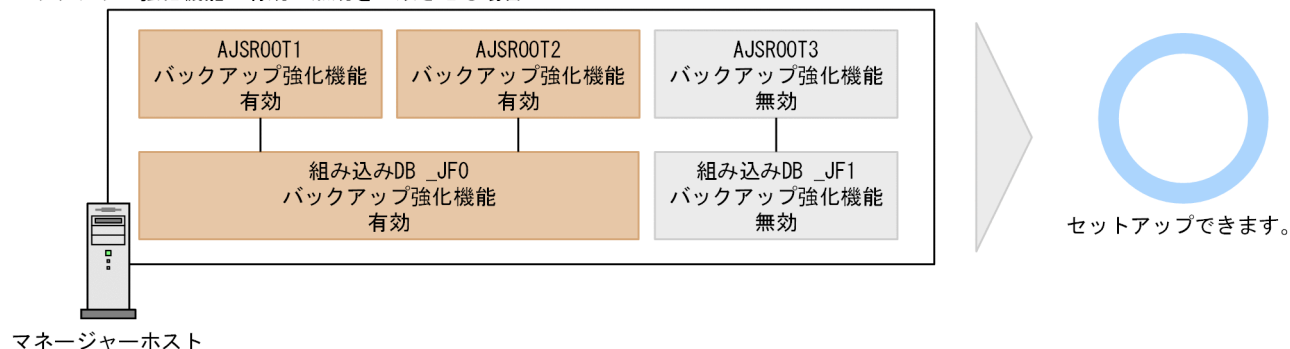 AJSROOT1
バックアップ強化機能
有効
AJSROOT2
バックアップ強化機能
有効
AJSROOT3
バックアップ強化機能
無効
組み込みDB _JF0
バックアップ強化機能
有効
組み込みDB _JF1
バックアップ強化機能
無効
セットアップできます。
マネージャーホスト